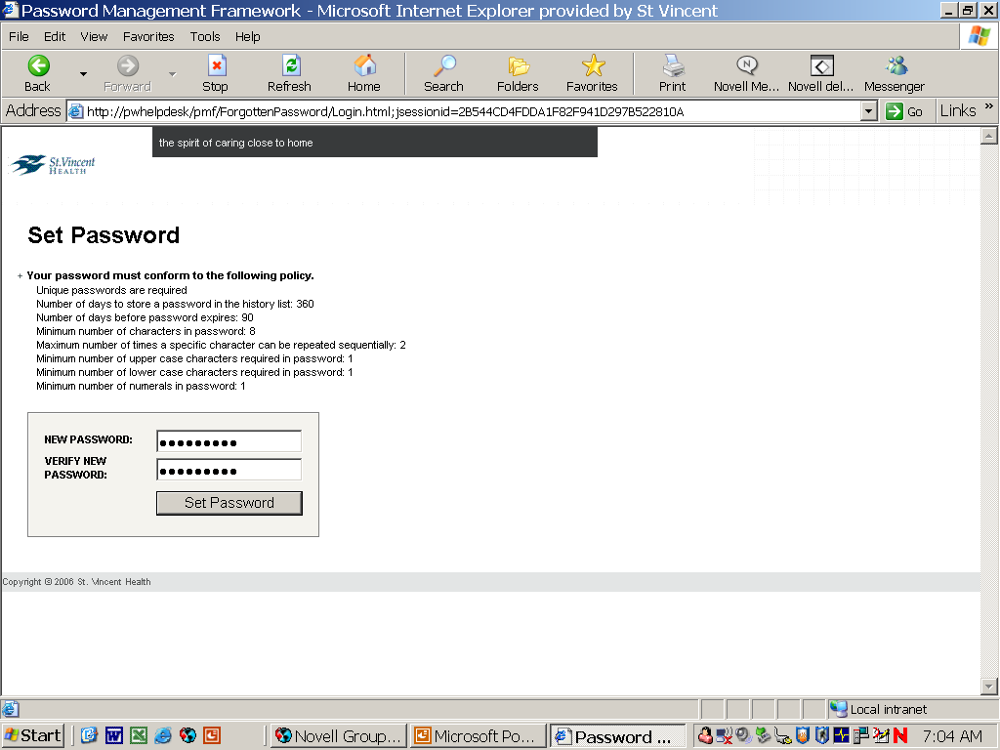 Password Management Framework - Microsoft Internet Explorer provided by St Vincent
File Edit View Favorites Tools Help
Back Forward Stop Refresh Home Search Folders Favorites Print Novell Me... Novell del... Messenger
Address http://pwhelpdesk/pmf/ForgottenPassword/Login.html;jsessionid=2B544CD4FDDA1F82F941D297B522810A Go Links »
the spirit of caring close to home
St.Vincent
HEALTH
Set Password
+ Your password must conform to the following policy.
Unique passwords are required
Number of days to store a password in the history list: 360
Number of days before password expires: 90
Minimum number of characters in password: 8
Maximum number of times a specific character can be repeated sequentially: 2
Minimum number of upper case characters required in password: 1
Minimum number of lower case characters required in password: 1
Minimum number of numerals in password: 1
NEW PASSWORD: ●●●●●●●●●
VERIFY NEW
PASSWORD: ●●●●●●●●●
Set Password
Copyright © 2006 St. Vincent Health
Local intranet
Start Novell Group... Microsoft Po... Password ... 7:04 AM